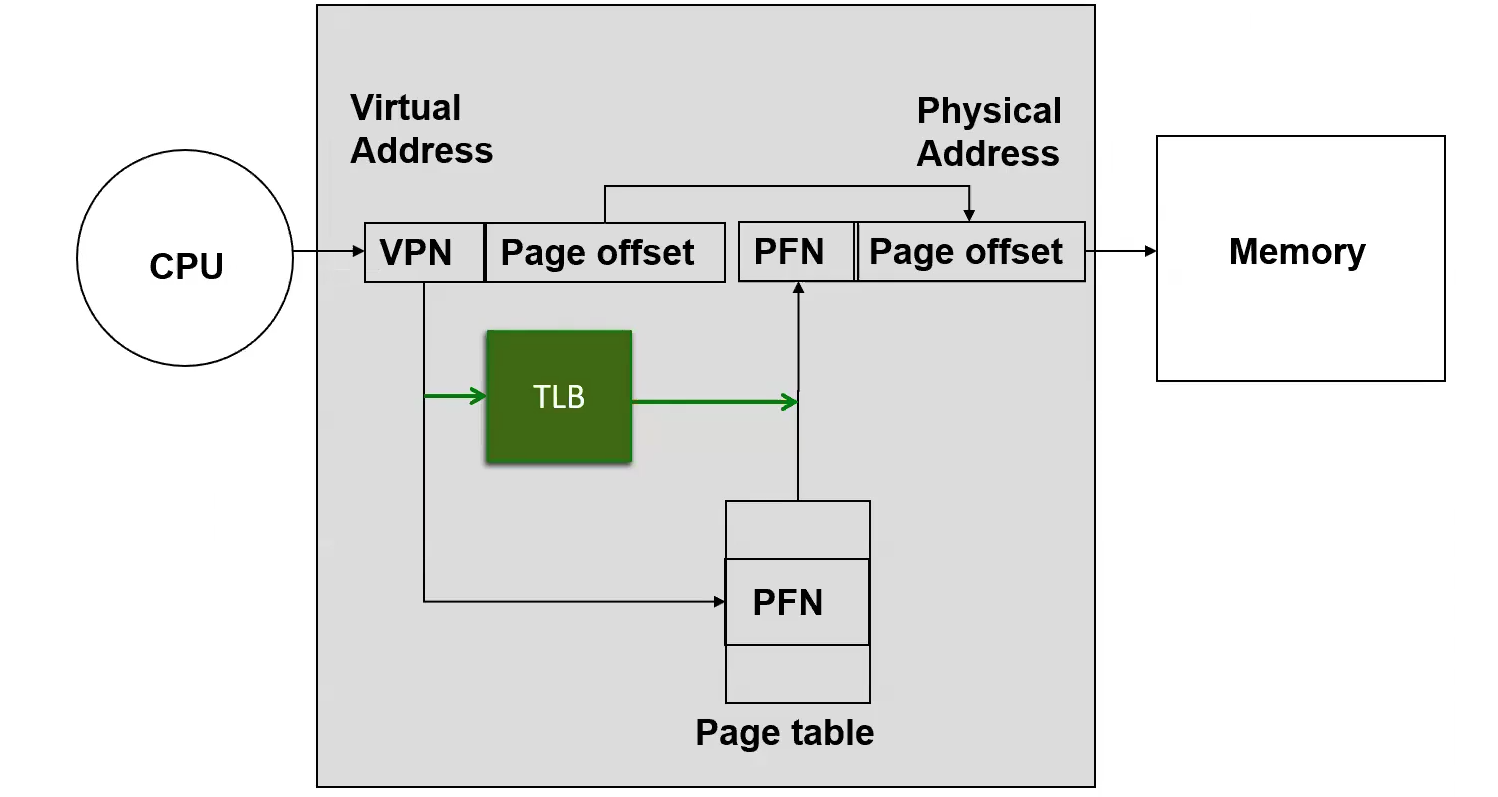 Virtual
Address
Physical
Address
CPU
VPN
Page offset
PFN
Page offset
Memory
TLB
PFN
Page table